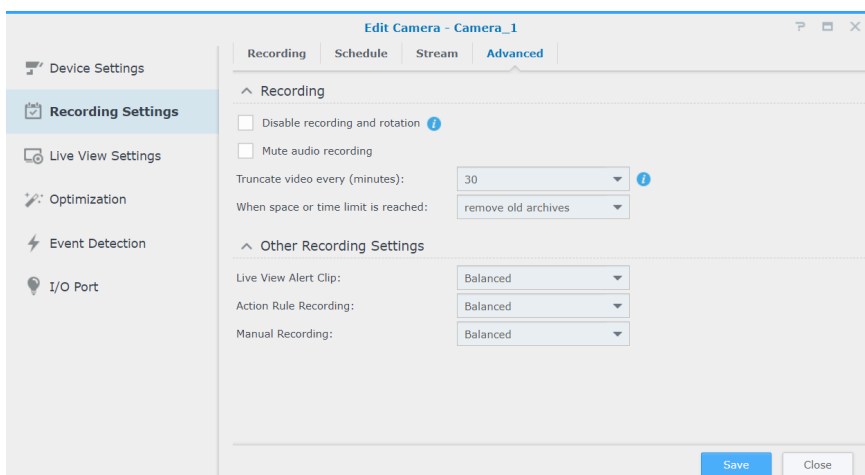 Edit Camera - Camera_1
Device Settings
Recording Settings
Live View Settings
Optimization
Event Detection
I/O Port
Recording Schedule Stream Advanced
Recording
Disable recording and rotation
Mute audio recording
Truncate video every (minutes): 30
When space or time limit is reached: remove old archives
Other Recording Settings
Live View Alert Clip: Balanced
Action Rule Recording: Balanced
Manual Recording: Balanced
Save Close